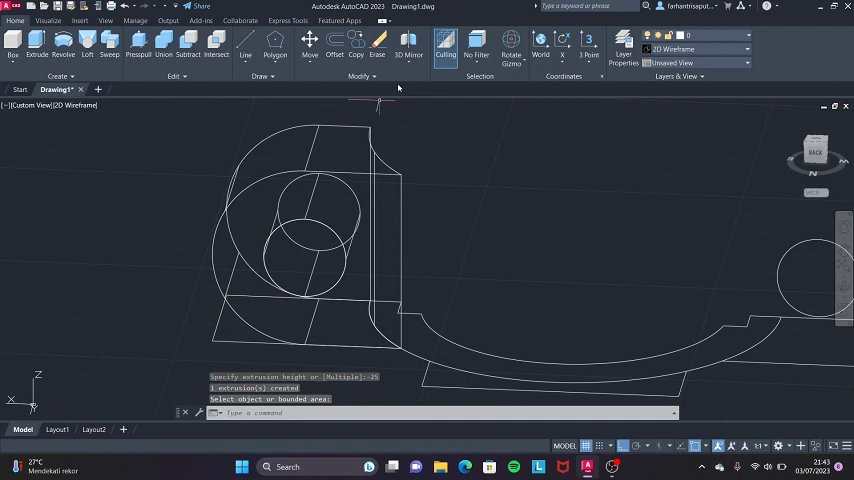 Share
Autodesk AutoCAD 2023 Drawing1.dwg
Type a keyword or phrase
farhantrisaput...
Home Insert Annotate Parametric View Manage Output Add-ins Collaborate Express Tools Featured Apps
Box Extrude Revolve Loft Sweep Presspull Union Subtract Intersect Line Polygon Move Offset Copy Erase 3D Mirror Culling No Filter Rotate Gizmo World X 3 Point Layer Properties
0
2D Wireframe
Unsaved View
Create Edit Draw Modify Selection Coordinates Layers & View
Start Drawing1*
[−][Custom View][2D Wireframe]
BACK
N
Specify extrusion height or [Multiple]:-25
1 extrusion(s) created
Select object or bounded area:
Type a command
Z
X
Model Layout1 Layout2
MODEL 1:1
27°C
Mendekati rekor
Search
21:43
03/07/2023